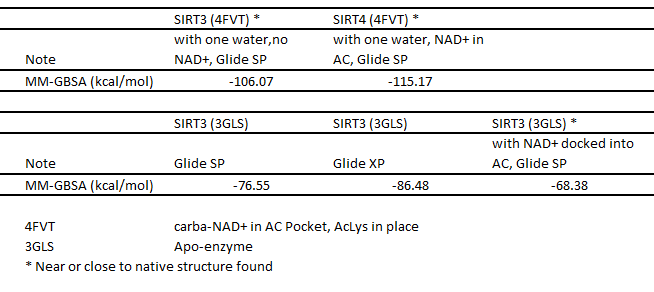 SIRT3 (4FVT) * SIRT4 (4FVT) *
with one water,no with one water, NAD+ in
Note NAD+, Glide SP AC, Glide SP
MM-GBSA (kcal/mol) -106.07 -115.17
SIRT3 (3GLS) SIRT3 (3GLS) SIRT3 (3GLS) *
with NAD+ docked into
Note Glide SP Glide XP AC, Glide SP
MM-GBSA (kcal/mol) -76.55 -86.48 -68.38
4FVT carba-NAD+ in AC Pocket, AcLys in place
3GLS Apo-enzyme
* Near or close to native structure found